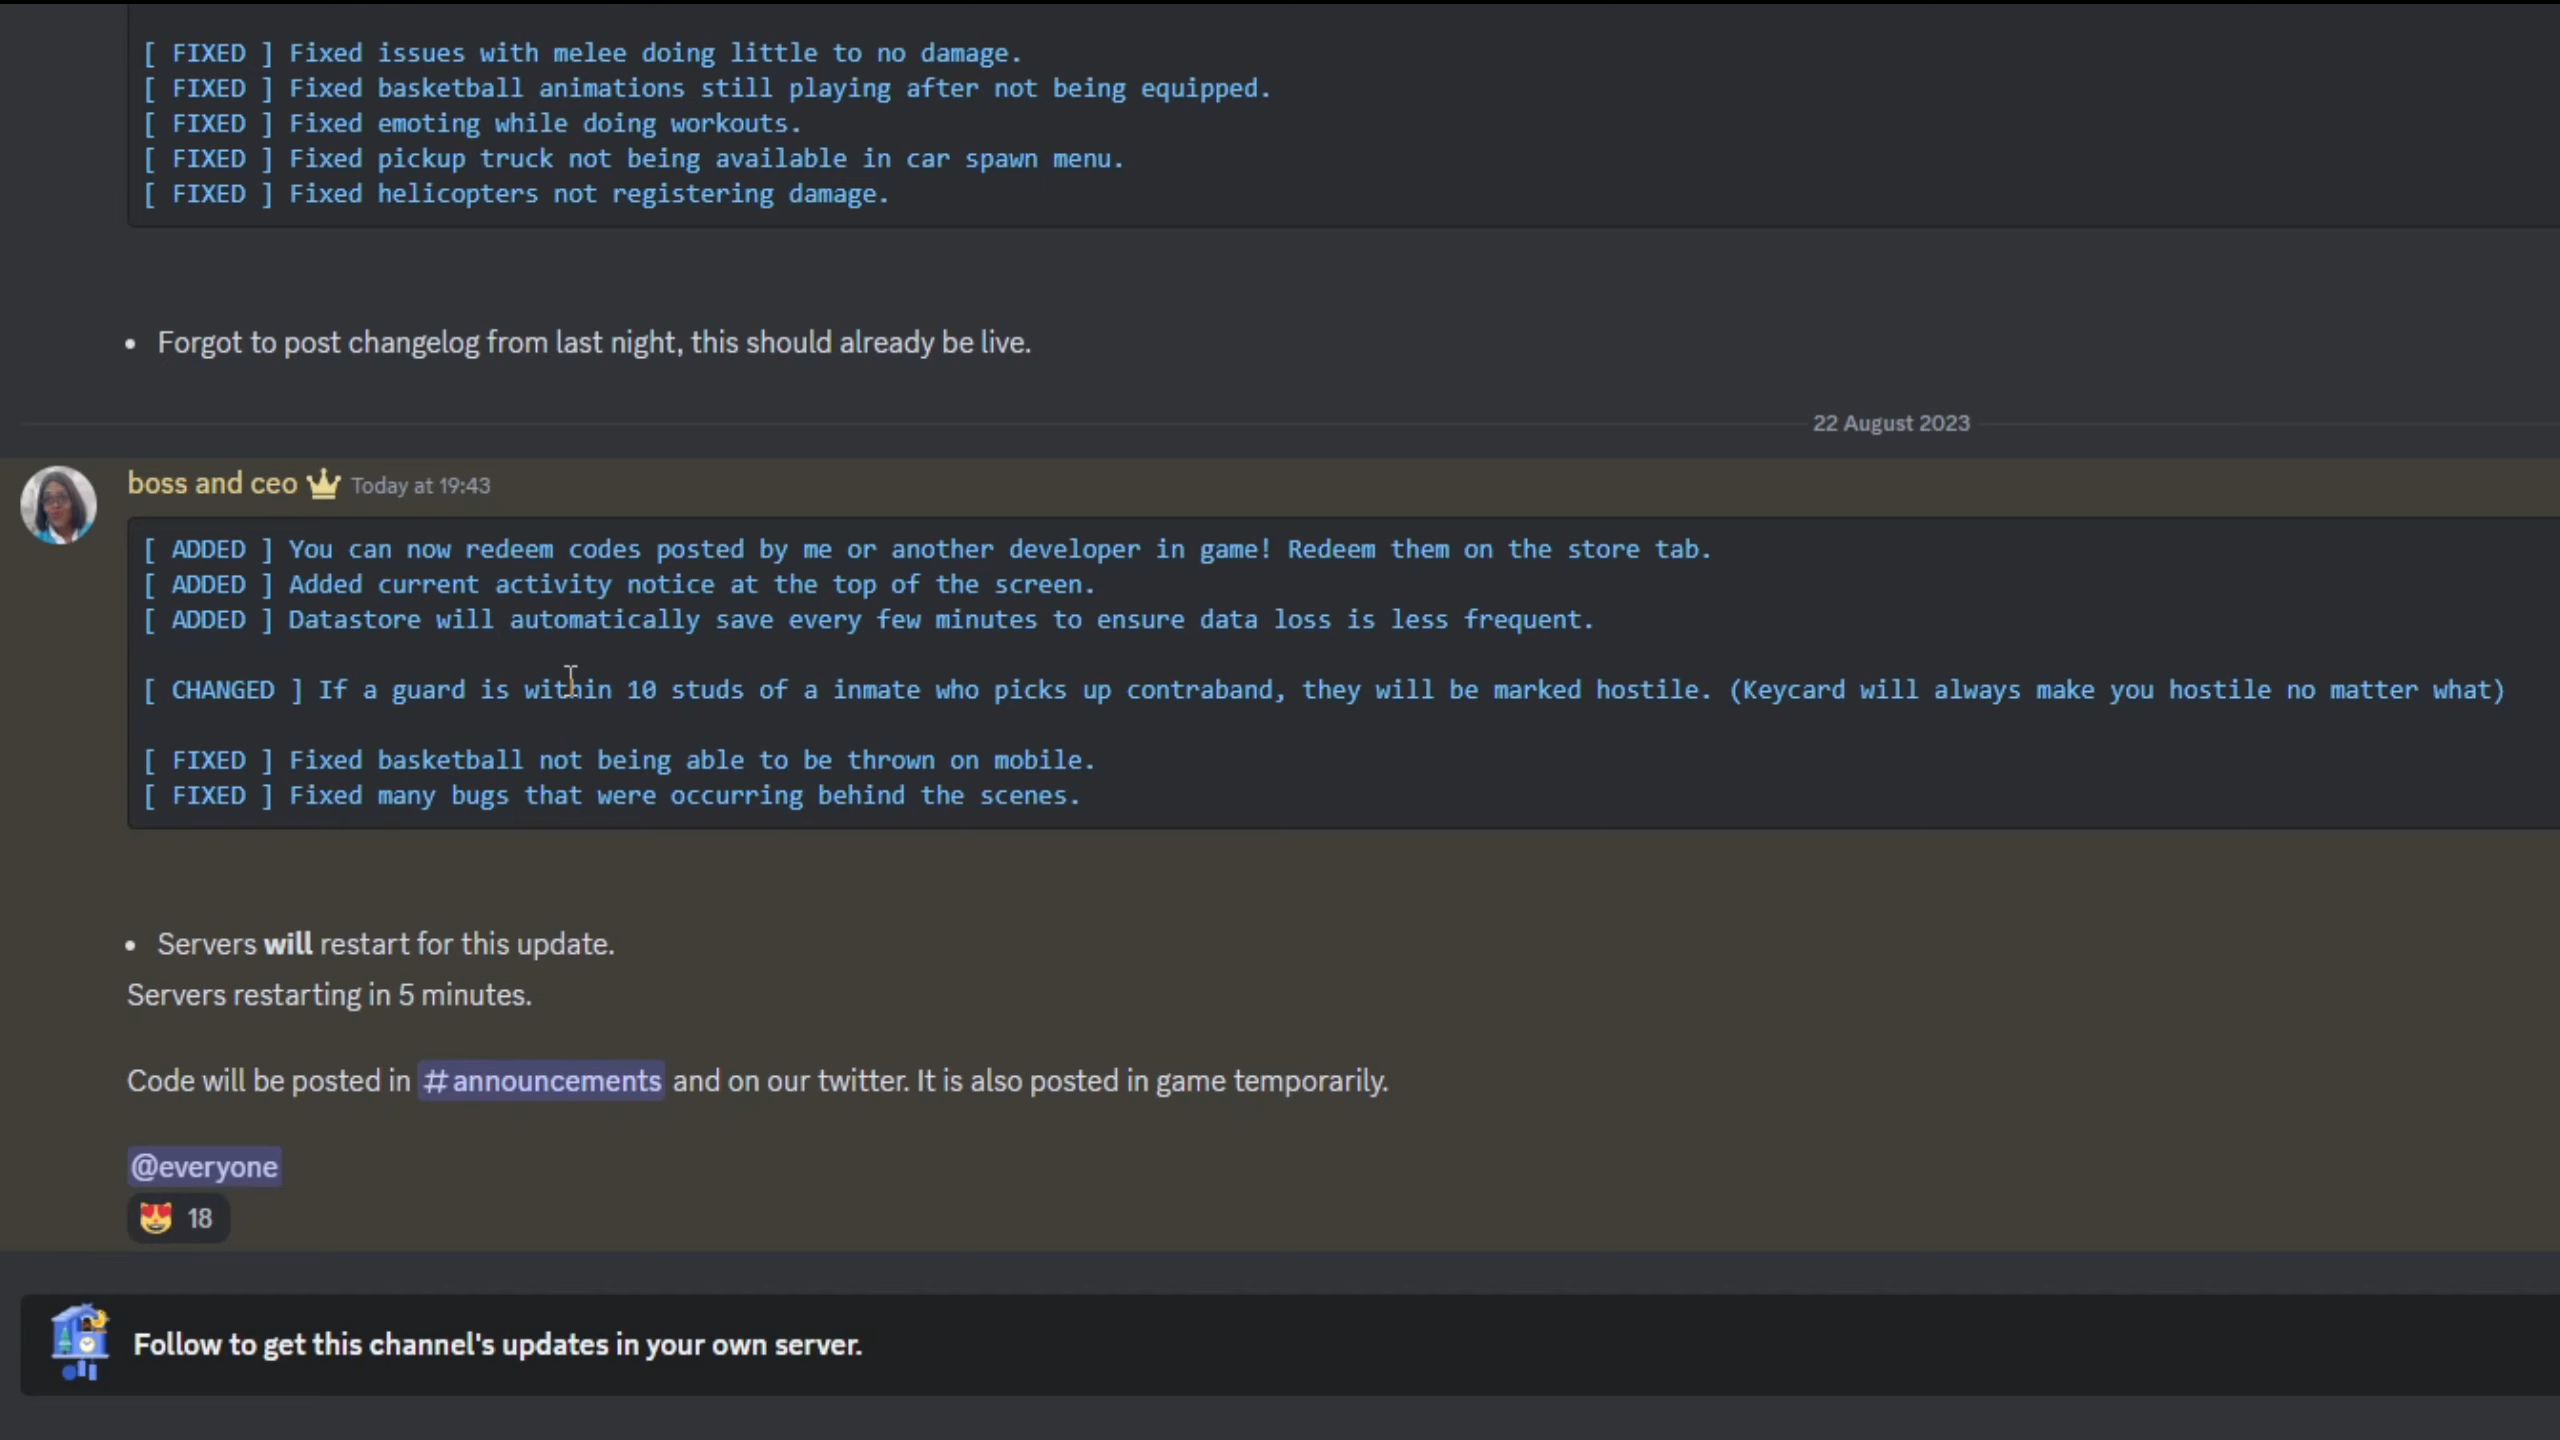 [ FIXED ] Fixed issues with melee doing little to no damage.
[ FIXED ] Fixed basketball animations still playing after not being equipped.
[ FIXED ] Fixed emoting while doing workouts.
[ FIXED ] Fixed pickup truck not being available in car spawn menu.
[ FIXED ] Fixed helicopters not registering damage.
• Forgot to post changelog from last night, this should already be live.
22 August 2023
boss and ceo Today at 19:43
[ ADDED ] You can now redeem codes posted by me or another developer in game! Redeem them on the store tab.
[ ADDED ] Added current activity notice at the top of the screen.
[ ADDED ] Datastore will automatically save every few minutes to ensure data loss is less frequent.
[ CHANGED ] If a guard is within 10 studs of a inmate who picks up contraband, they will be marked hostile. (Keycard will always make you hostile no matter what)
[ FIXED ] Fixed basketball not being able to be thrown on mobile.
[ FIXED ] Fixed many bugs that were occurring behind the scenes.
• Servers will restart for this update.
Servers restarting in 5 minutes.
Code will be posted in #announcements and on our twitter. It is also posted in game temporarily.
@everyone
18
Follow to get this channel's updates in your own server.